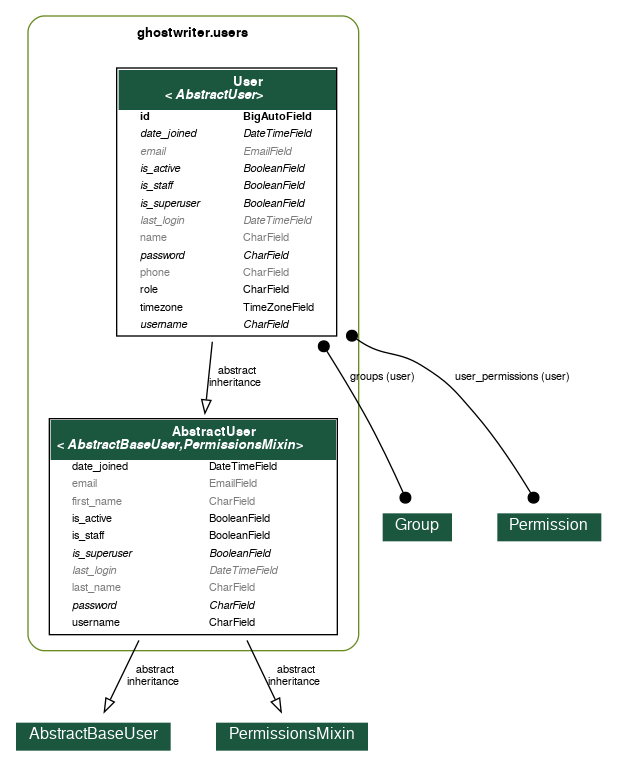 ghostwriter.users
User
< AbstractUser>
id BigAutoField
date_joined DateTimeField
email EmailField
is_active BooleanField
is_staff BooleanField
is_superuser BooleanField
last_login DateTimeField
name CharField
password CharField
phone CharField
role CharField
timezone TimeZoneField
username CharField
abstract
inheritance
groups (user)
user_permissions (user)
AbstractUser
< AbstractBaseUser,PermissionsMixin>
date_joined DateTimeField
email EmailField
first_name CharField
is_active BooleanField
is_staff BooleanField
is_superuser BooleanField
last_login DateTimeField
last_name CharField
password CharField
username CharField
Group
Permission
abstract
inheritance
abstract
inheritance
AbstractBaseUser
PermissionsMixin